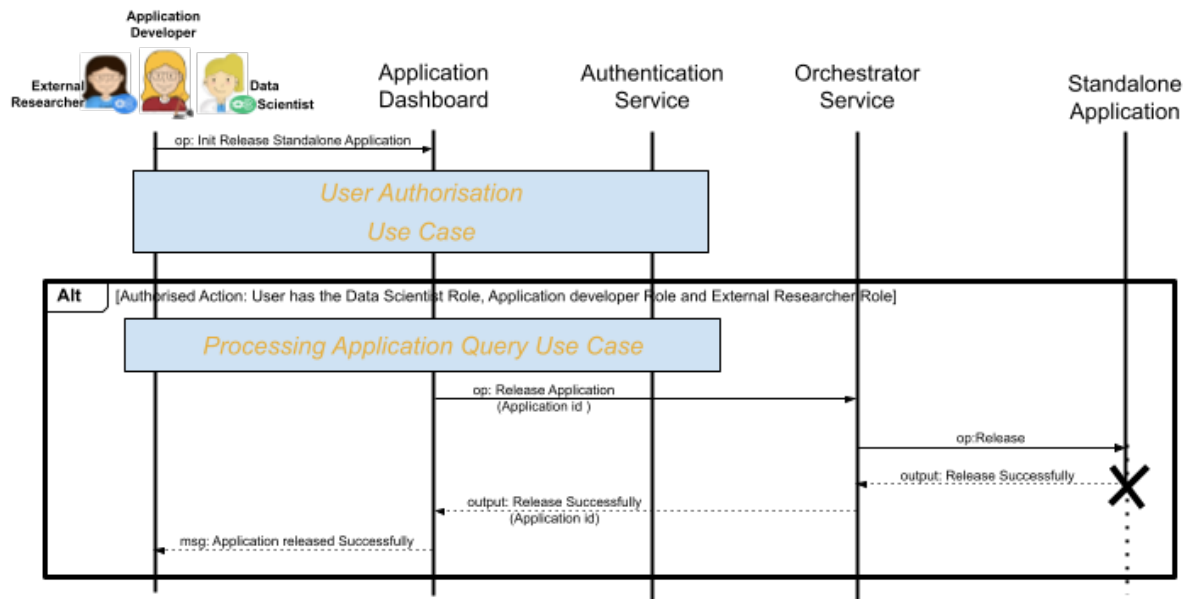 Application
Developer
External
Researcher
Data
Scientist
Application
Dashboard
Authentication
Service
Orchestrator
Service
Standalone
Application
op: Init Release Standalone Application
User Authorisation
Use Case
Alt
[Authorised Action: User has the Data Scientist Role, Application developer Role and External Researcher Role]
Processing Application Query Use Case
op: Release Application
(Application id )
op:Release
output: Release Successfully
output: Release Successfully
(Application id)
msg: Application released Successfully